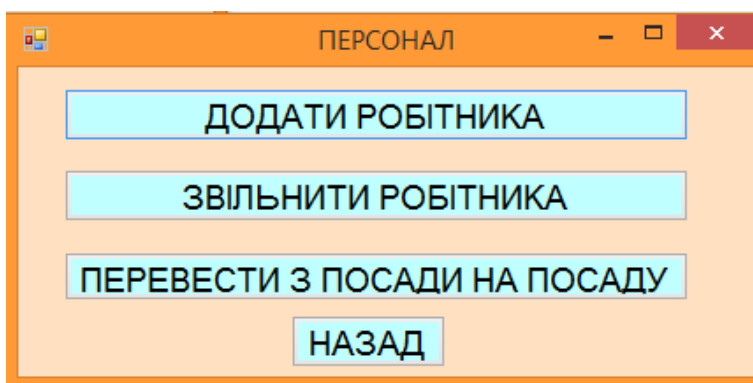 ПЕРСОНАЛ
ДОДАТИ РОБІТНИКА
ЗВІЛЬНИТИ РОБІТНИКА
ПЕРЕВЕСТИ З ПОСАДИ НА ПОСАДУ
НАЗАД